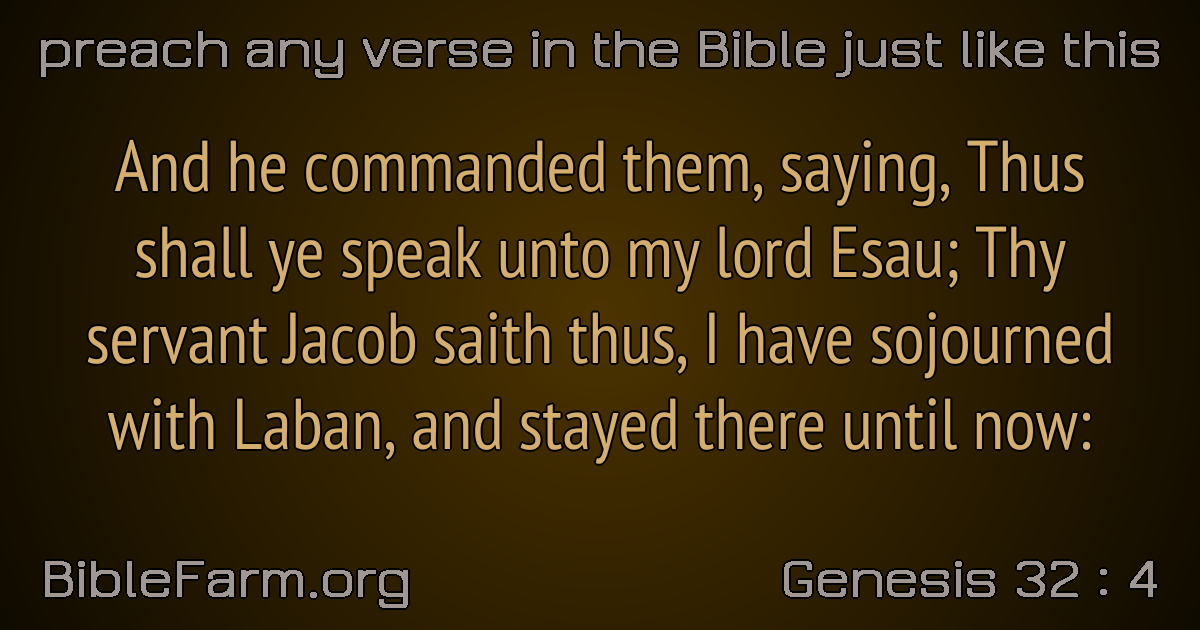 preach any verse in the Bible just like this
And he commanded them, saying, Thus
shall ye speak unto my lord Esau; Thy
servant Jacob saith thus, I have sojourned
with Laban, and stayed there until now:
BibleFarm.org
Genesis 32 : 4